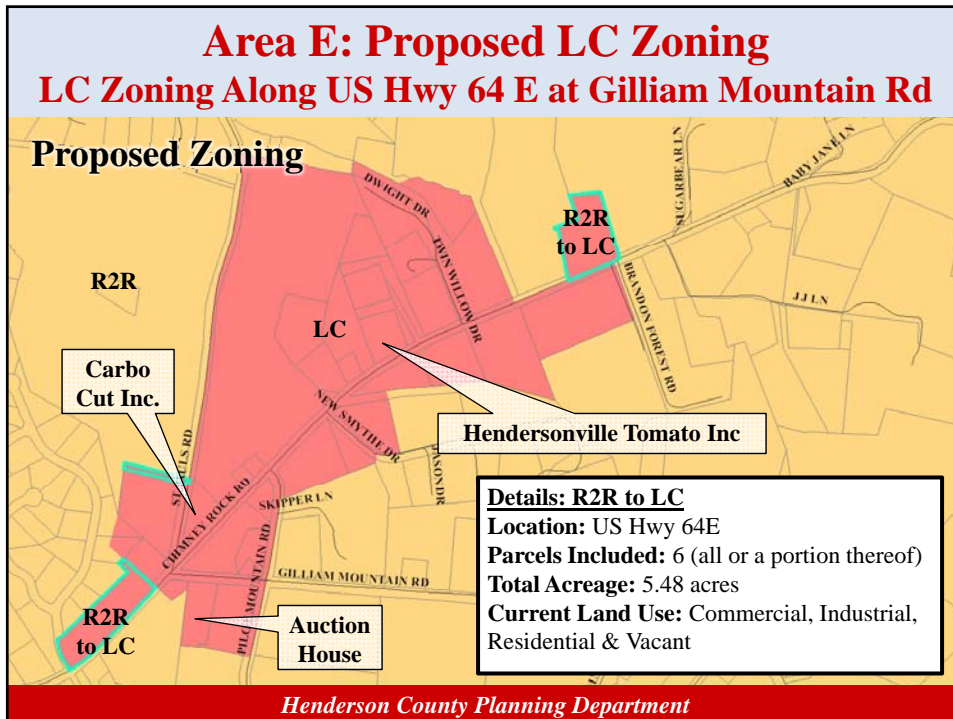 Area E: Proposed LC Zoning
LC Zoning Along US Hwy 64 E at Gilliam Mountain Rd
Proposed Zoning
DWIGHT DR
TWIN WILLOW DR
SUGARBEAR LN
BABY JANE LN
R2R
to LC
R2R
LC
BRANDON FOREST RD
JJ LN
Carbo
Cut Inc.
NEW SMYTHE DR
Hendersonville Tomato Inc
CHIMNEY ROCK RD
SKIPPER LN
GILLIAM MOUNTAIN RD
MOUNTAIN RD
R2R
to LC
Auction
House
Details: R2R to LC
Location: US Hwy 64E
Parcels Included: 6 (all or a portion thereof)
Total Acreage: 5.48 acres
Current Land Use: Commercial, Industrial,
Residential & Vacant
Henderson County Planning Department